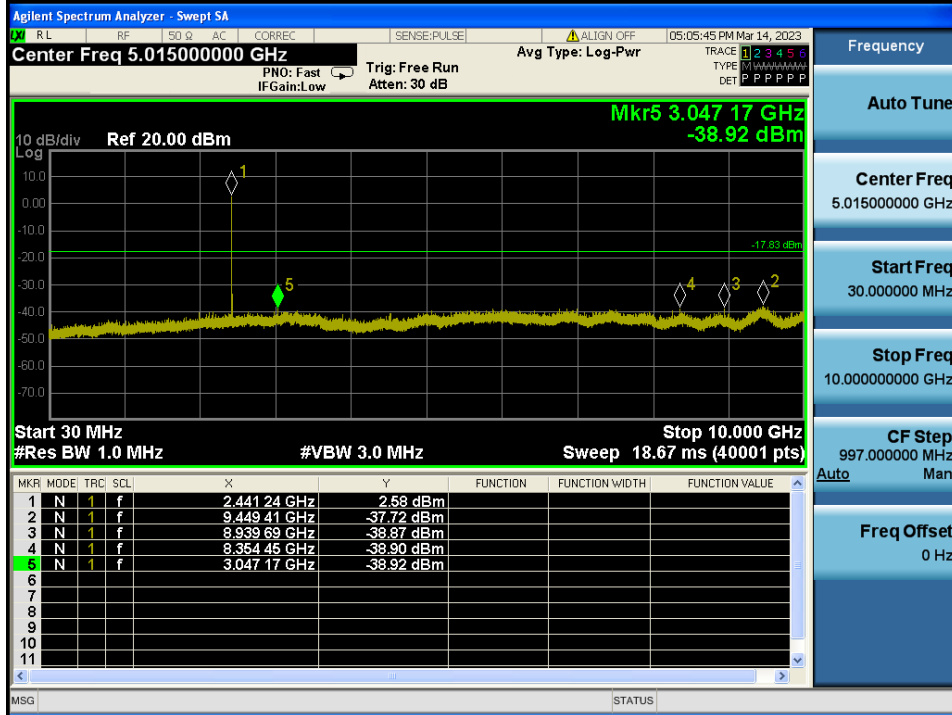 Agilent Spectrum Analyzer - Swept SA
LXI RL RF 50 Ω AC CORREC SENSE:PULSE ALIGN OFF 05:05:45 PM Mar 14, 2023
Center Freq 5.015000000 GHz
PNO: Fast
IFGain:Low
Trig: Free Run
Atten: 30 dB
Avg Type: Log-Pwr
TRACE 1 2 3 4 5 6
TYPE M WWWWW
DET P P P P P P
Mkr5 3.047 17 GHz
-38.92 dBm
10 dB/div Ref 20.00 dBm
Log
10.0
0.00
-10.0
-20.0
-30.0
-40.0
-50.0
-60.0
-70.0
1
-17.83 dBm
5
4
3
2
Start 30 MHz Stop 10.000 GHz
#Res BW 1.0 MHz #VBW 3.0 MHz Sweep 18.67 ms (40001 pts)
MKR MODE TRC SCL X Y FUNCTION FUNCTION WIDTH FUNCTION VALUE
1 N 1 f 2.441 24 GHz 2.58 dBm
2 N 1 f 9.449 41 GHz -37.72 dBm
3 N 1 f 8.939 69 GHz -38.87 dBm
4 N 1 f 8.354 45 GHz -38.90 dBm
5 N 1 f 3.047 17 GHz -38.92 dBm
6
7
8
9
10
11
MSG STATUS
Frequency
Auto Tune
Center Freq
5.015000000 GHz
Start Freq
30.000000 MHz
Stop Freq
10.000000000 GHz
CF Step
997.000000 MHz
Auto Man
Freq Offset
0 Hz